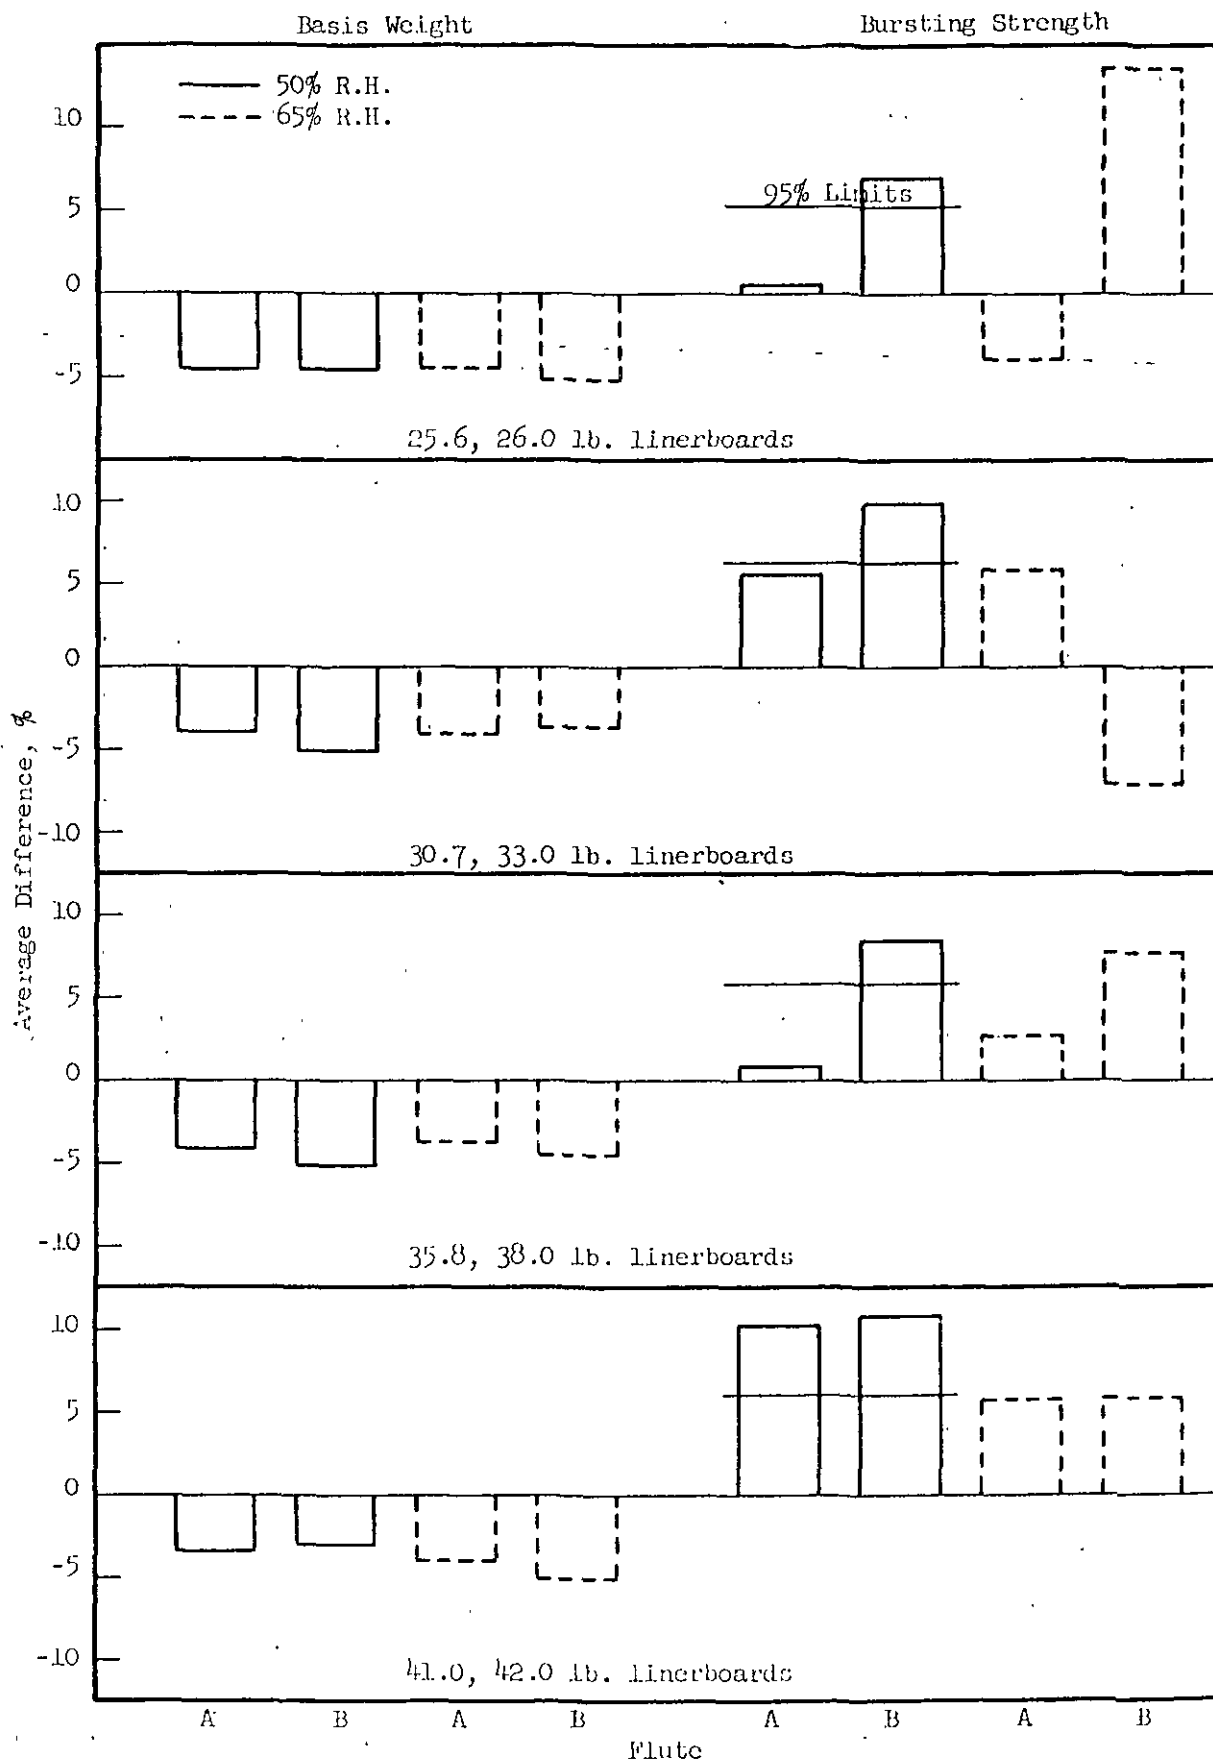 Basis Weight Bursting Strength
50% R.H.
65% R.H.
10
95% Limits
5
0
-5
25.6, 26.0 lb. linerboards
10
5
0
-5
-10
30.7, 33.0 lb. linerboards
Average Difference, %
10
5
0
-5
-10
35.8, 38.0 lb. linerboards
10
5
0
-5
-10
41.0, 42.0 lb. linerboards
A B A B A B A B
Flute